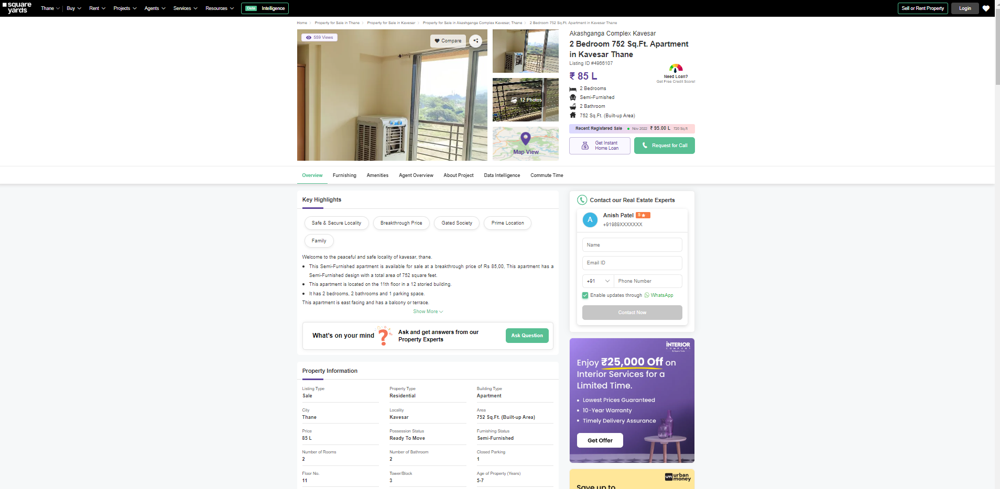 square yards
Thane
Buy
Rent
Projects
Agents
Services
Resources
Data Intelligence
Sell or Rent Property
Login
Home
Property for Sale in Thane
Property for Sale in Kavesar
Property for Sale in Akashganga Complex Kavesar, Thane
2 Bedroom 752 Sq.Ft. Apartment in Kavesar Thane
559 Views
Compare
12 Photos
Map View
Akashganga Complex Kavesar
2 Bedroom 752 Sq.Ft. Apartment
in Kavesar Thane
Listing ID #4966107
₹ 85 L
Need Loan?
Get Free Credit Score!
2 Bedrooms
Semi-Furnished
2 Bathroom
752 Sq.Ft. (Built-up Area)
Recent Registered Sale Nov 2022 ₹ 95.00 L 720 Sq.ft
Get Instant
Home Loan
Request for Call
Overview
Furnishing
Amenities
Agent Overview
About Project
Data Intelligence
Commute Time
Key Highlights
Safe & Secure Locality
Breakthrough Price
Gated Society
Prime Location
Family
Welcome to the peaceful and safe locality of kavesar, thane.
This Semi-Furnished apartment is available for sale at a breakthrough price of Rs 85,00, This apartment has a
Semi-Furnished design with a total area of 752 square feet.
This apartment is located on the 11th floor in a 12 storied building.
It has 2 bedrooms, 2 bathrooms and 1 parking space.
This apartment is east facing and has a balcony or terrace.
Show More
What's on your mind
Ask and get answers from our
Property Experts
Ask Question
Property Information
Listing Type
Sale
Property Type
Residential
Building Type
Apartment
City
Thane
Locality
Kavesar
Area
752 Sq.Ft. (Built-up Area)
Price
85 L
Possession Status
Ready To Move
Furnishing Status
Semi-Furnished
Number of Rooms
2
Number of Bathroom
2
Closed Parking
1
Floor No.
11
Tower/Block
3
Age of Property (Years)
5-7
Contact our Real Estate Experts
A
Anish Patel 5
+91989XXXXXXX
Name
Email ID
+91
Phone Number
Enable updates through WhatsApp
Contact Now
INTERIOR
COMPANY
By Square Yards
Enjoy ₹25,000 Off on
Interior Services for a
Limited Time.
Lowest Prices Guaranteed
10-Year Warranty
Timely Delivery Assurance
Get Offer
um urban money
Save up to